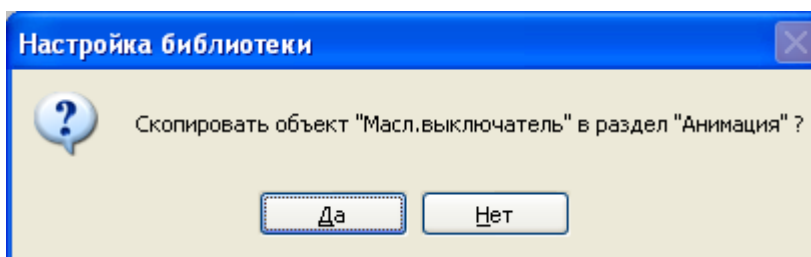 Настройка библиотеки
Скопировать объект "Масл.выключатель" в раздел "Анимация" ?
Да
Нет